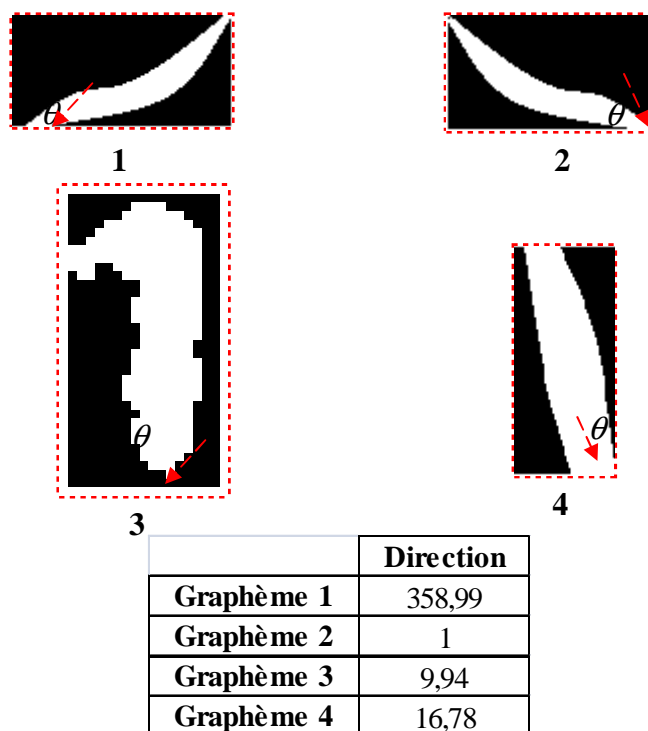 θ θ
1 2
θ θ
3 4
Direction
Graphème 1 358,99
Graphème 2 1
Graphème 3 9,94
Graphème 4 16,78